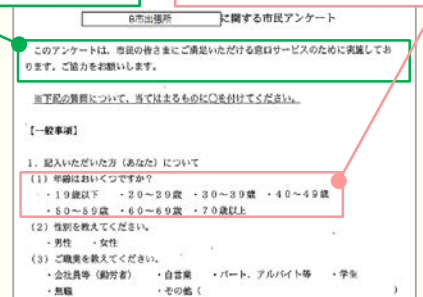 B市出張所 に関する市民アンケート
このアンケートは、市民の皆さまにご満足いただける窓口サービスのために実施してお
ります。ご協力をお願いします。
※下記の質問について、当てはまるものに○を付けてください。
【一般事項】
1．記入いただいた方（あなた）について
(1) 年齢はおいくつですか？
・19歳以下 ・20～29歳 ・30～39歳 ・40～49歳
・50～59歳 ・60～69歳 ・70歳以上
(2) 性別を教えてください。
・男性 ・女性
(3) ご職業を教えてください。
・会社員等（勤労者） ・自営業 ・パート、アルバイト等 ・学生
・無職 ・その他（ ）